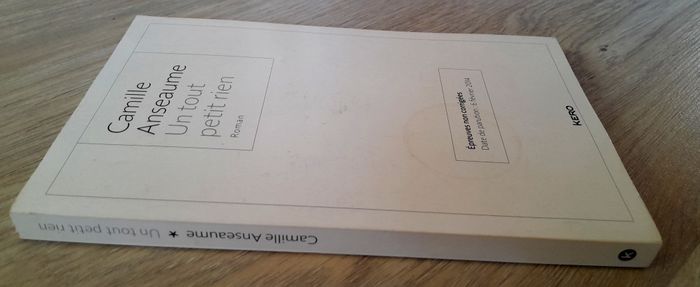 Camille
Anseaume
Un tout
petit rien
Roman
Épreuves non corrigées
Date de parution : 6 février 2014
KERO
Camille Anseaume ★ Un tout petit rien
K